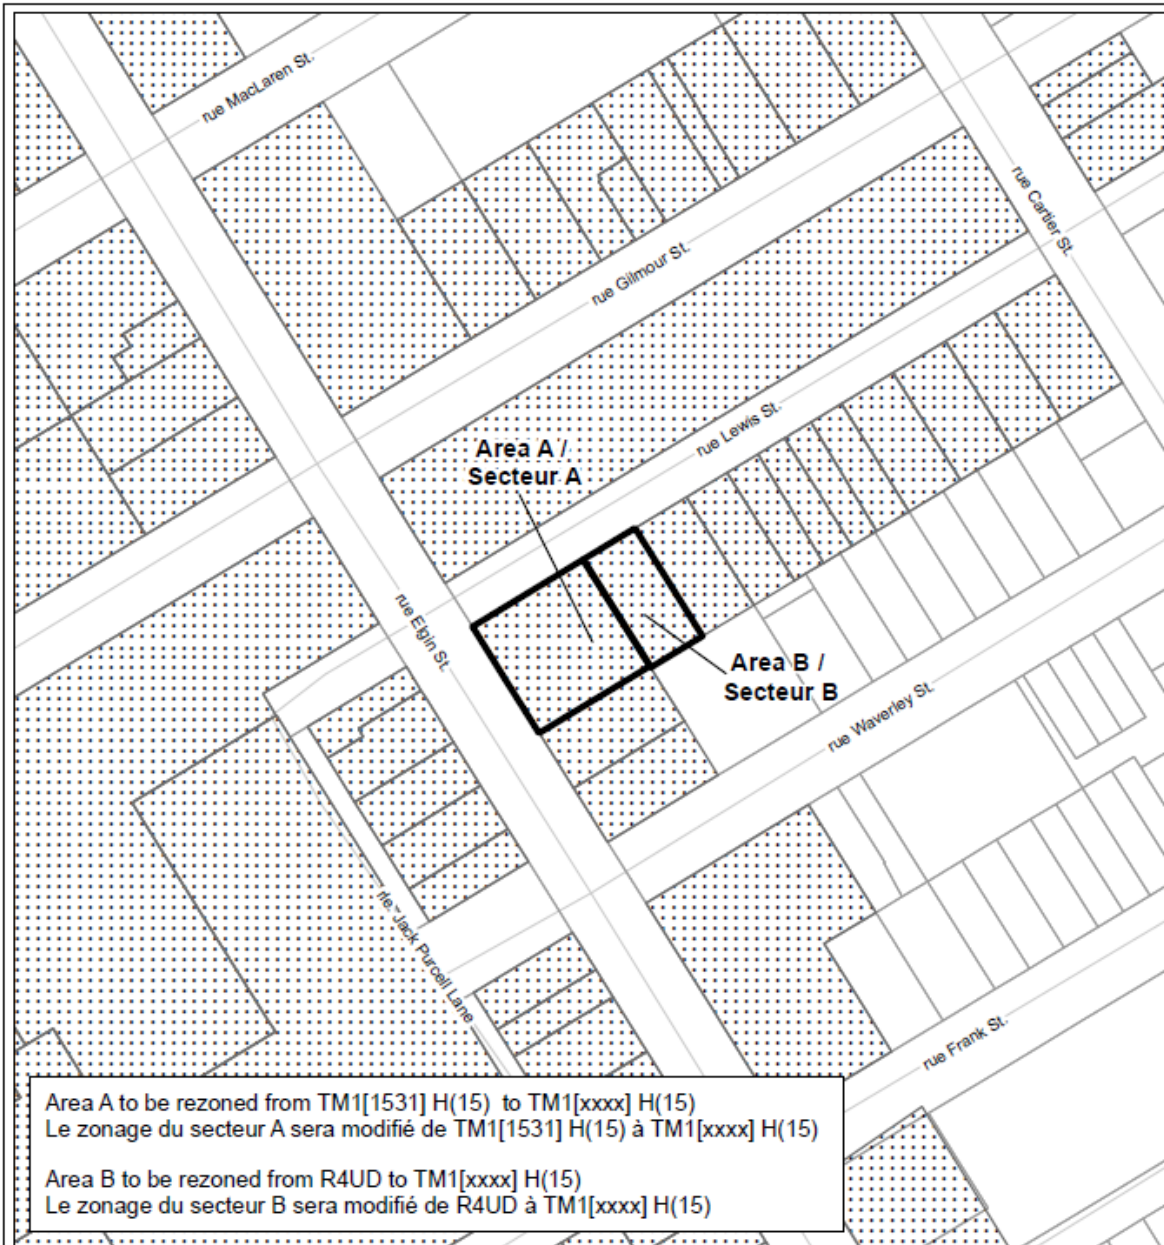 rue MacLaren St.
rue Cartier St.
rue Gilmour St.
rue Lewis St.
Area A /
Secteur A
rue Elgin St.
Area B /
Secteur B
rue Waverley St.
rle. Jack Purcell Lane
rue Frank St.
Area A to be rezoned from TM1[1531] H(15) to TM1[xxxx] H(15)
Le zonage du secteur A sera modifié de TM1[1531] H(15) à TM1[xxxx] H(15)
Area B to be rezoned from R4UD to TM1[xxxx] H(15)
Le zonage du secteur B sera modifié de R4UD à TM1[xxxx] H(15)